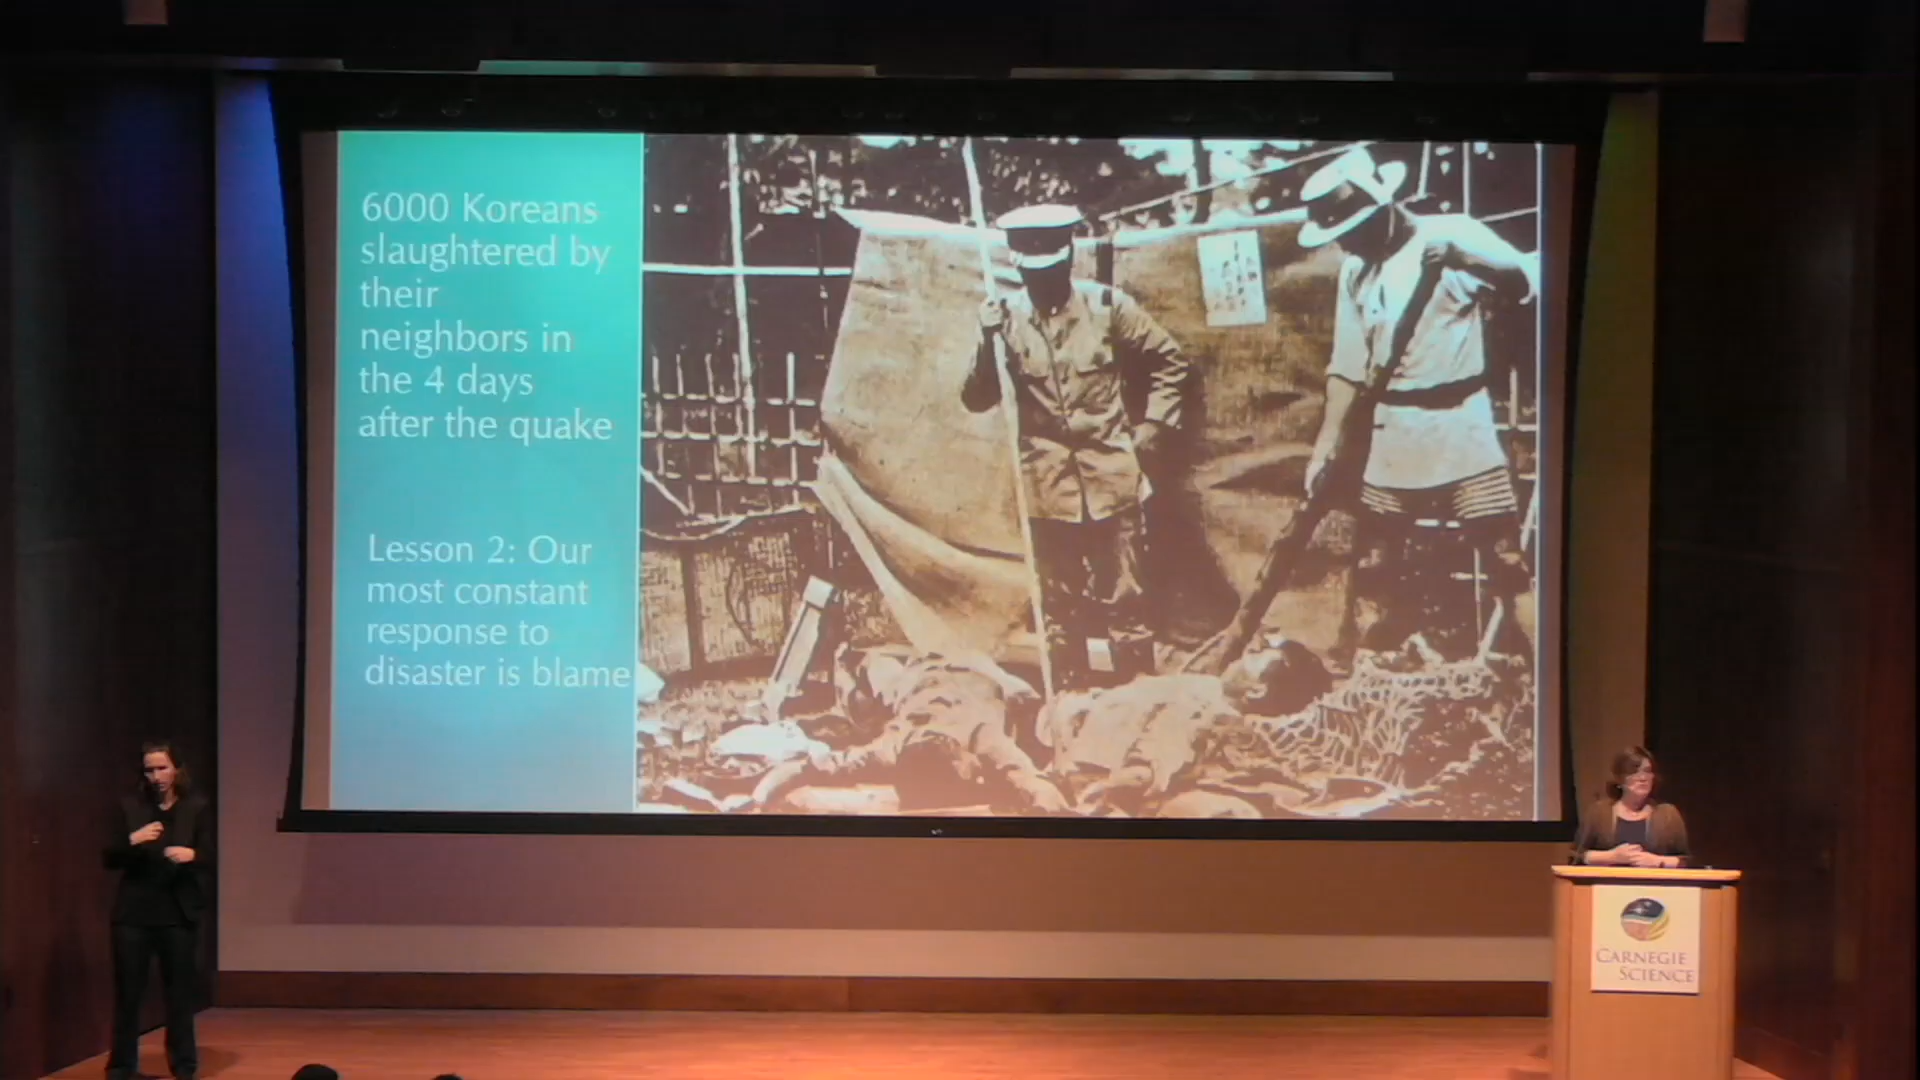 6000 Koreans
slaughtered by
their
neighbors in
the 4 days
after the quake
Lesson 2: Our
most constant
response to
disaster is blame
CARNEGIE
SCIENCE